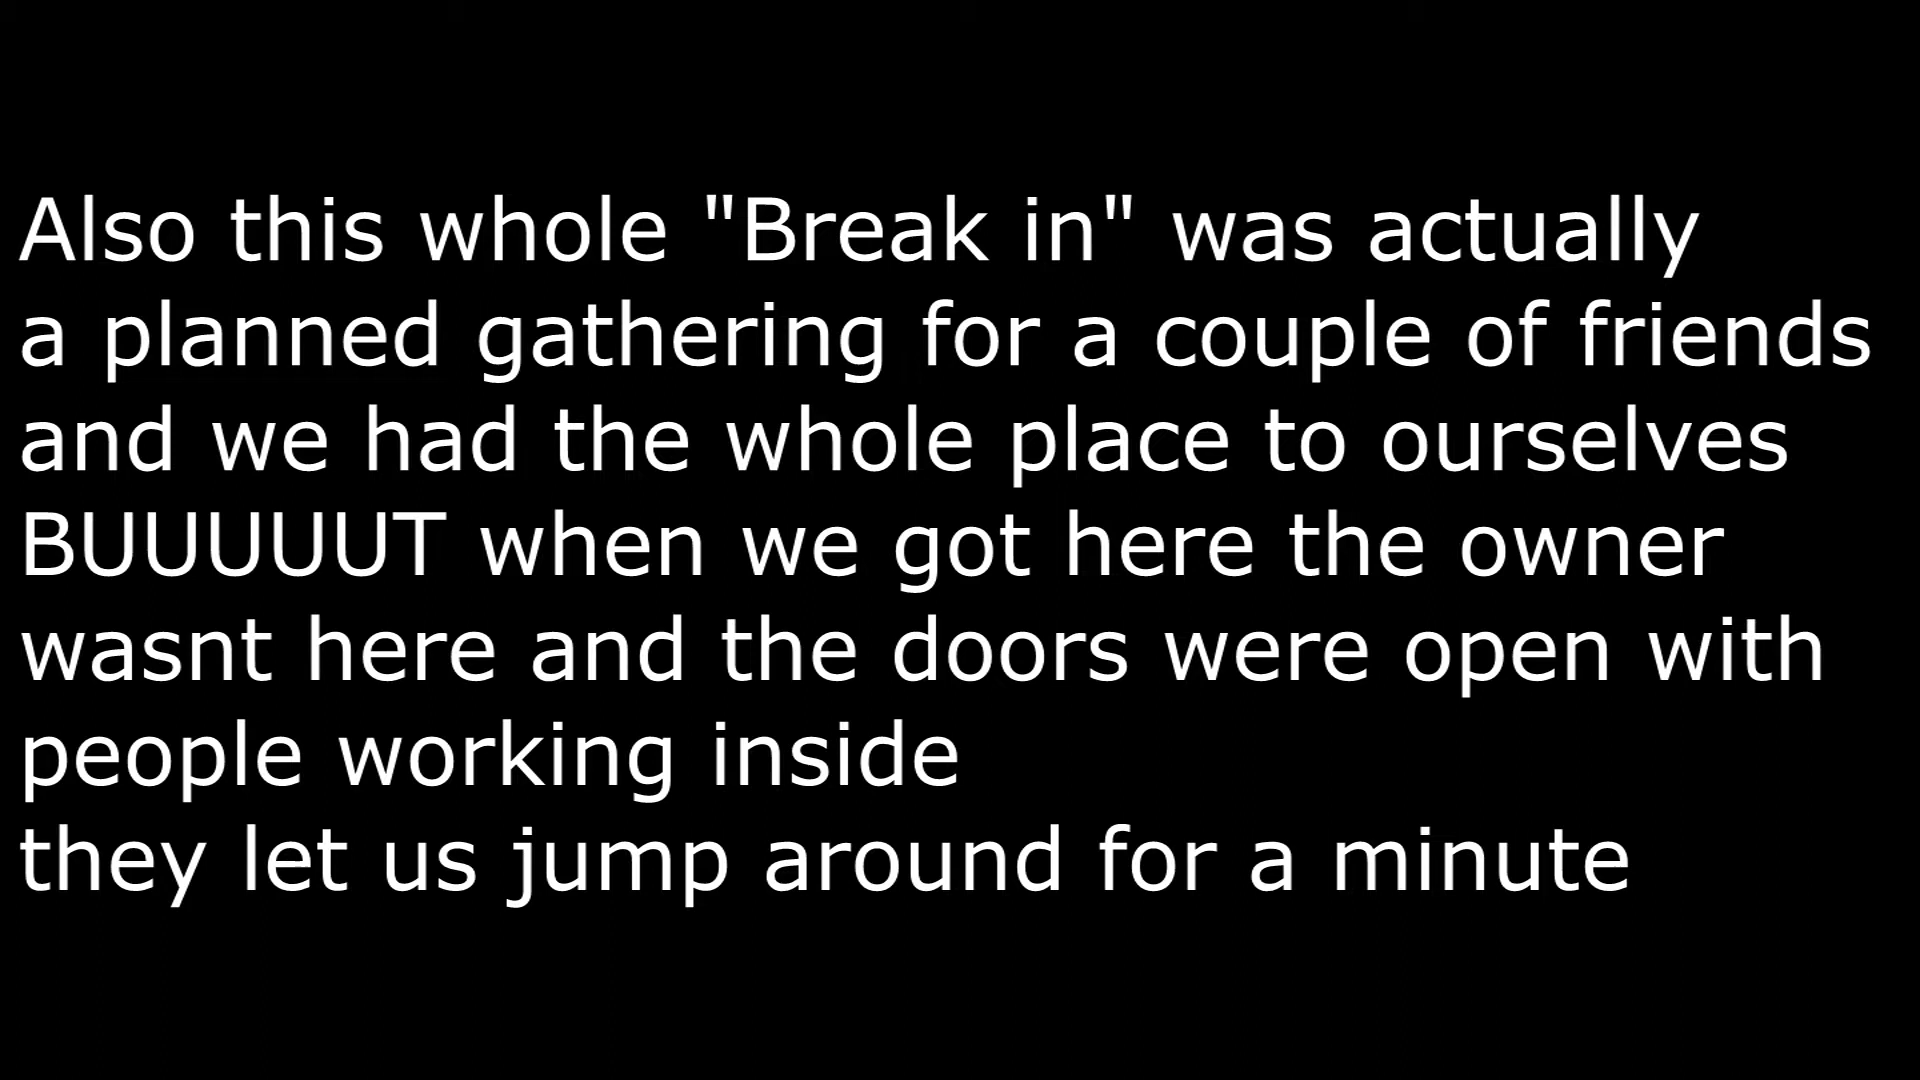 Also this whole "Break in" was actually
a planned gathering for a couple of friends
and we had the whole place to ourselves
BUUUUUT when we got here the owner
wasnt here and the doors were open with
people working inside
they let us jump around for a minute